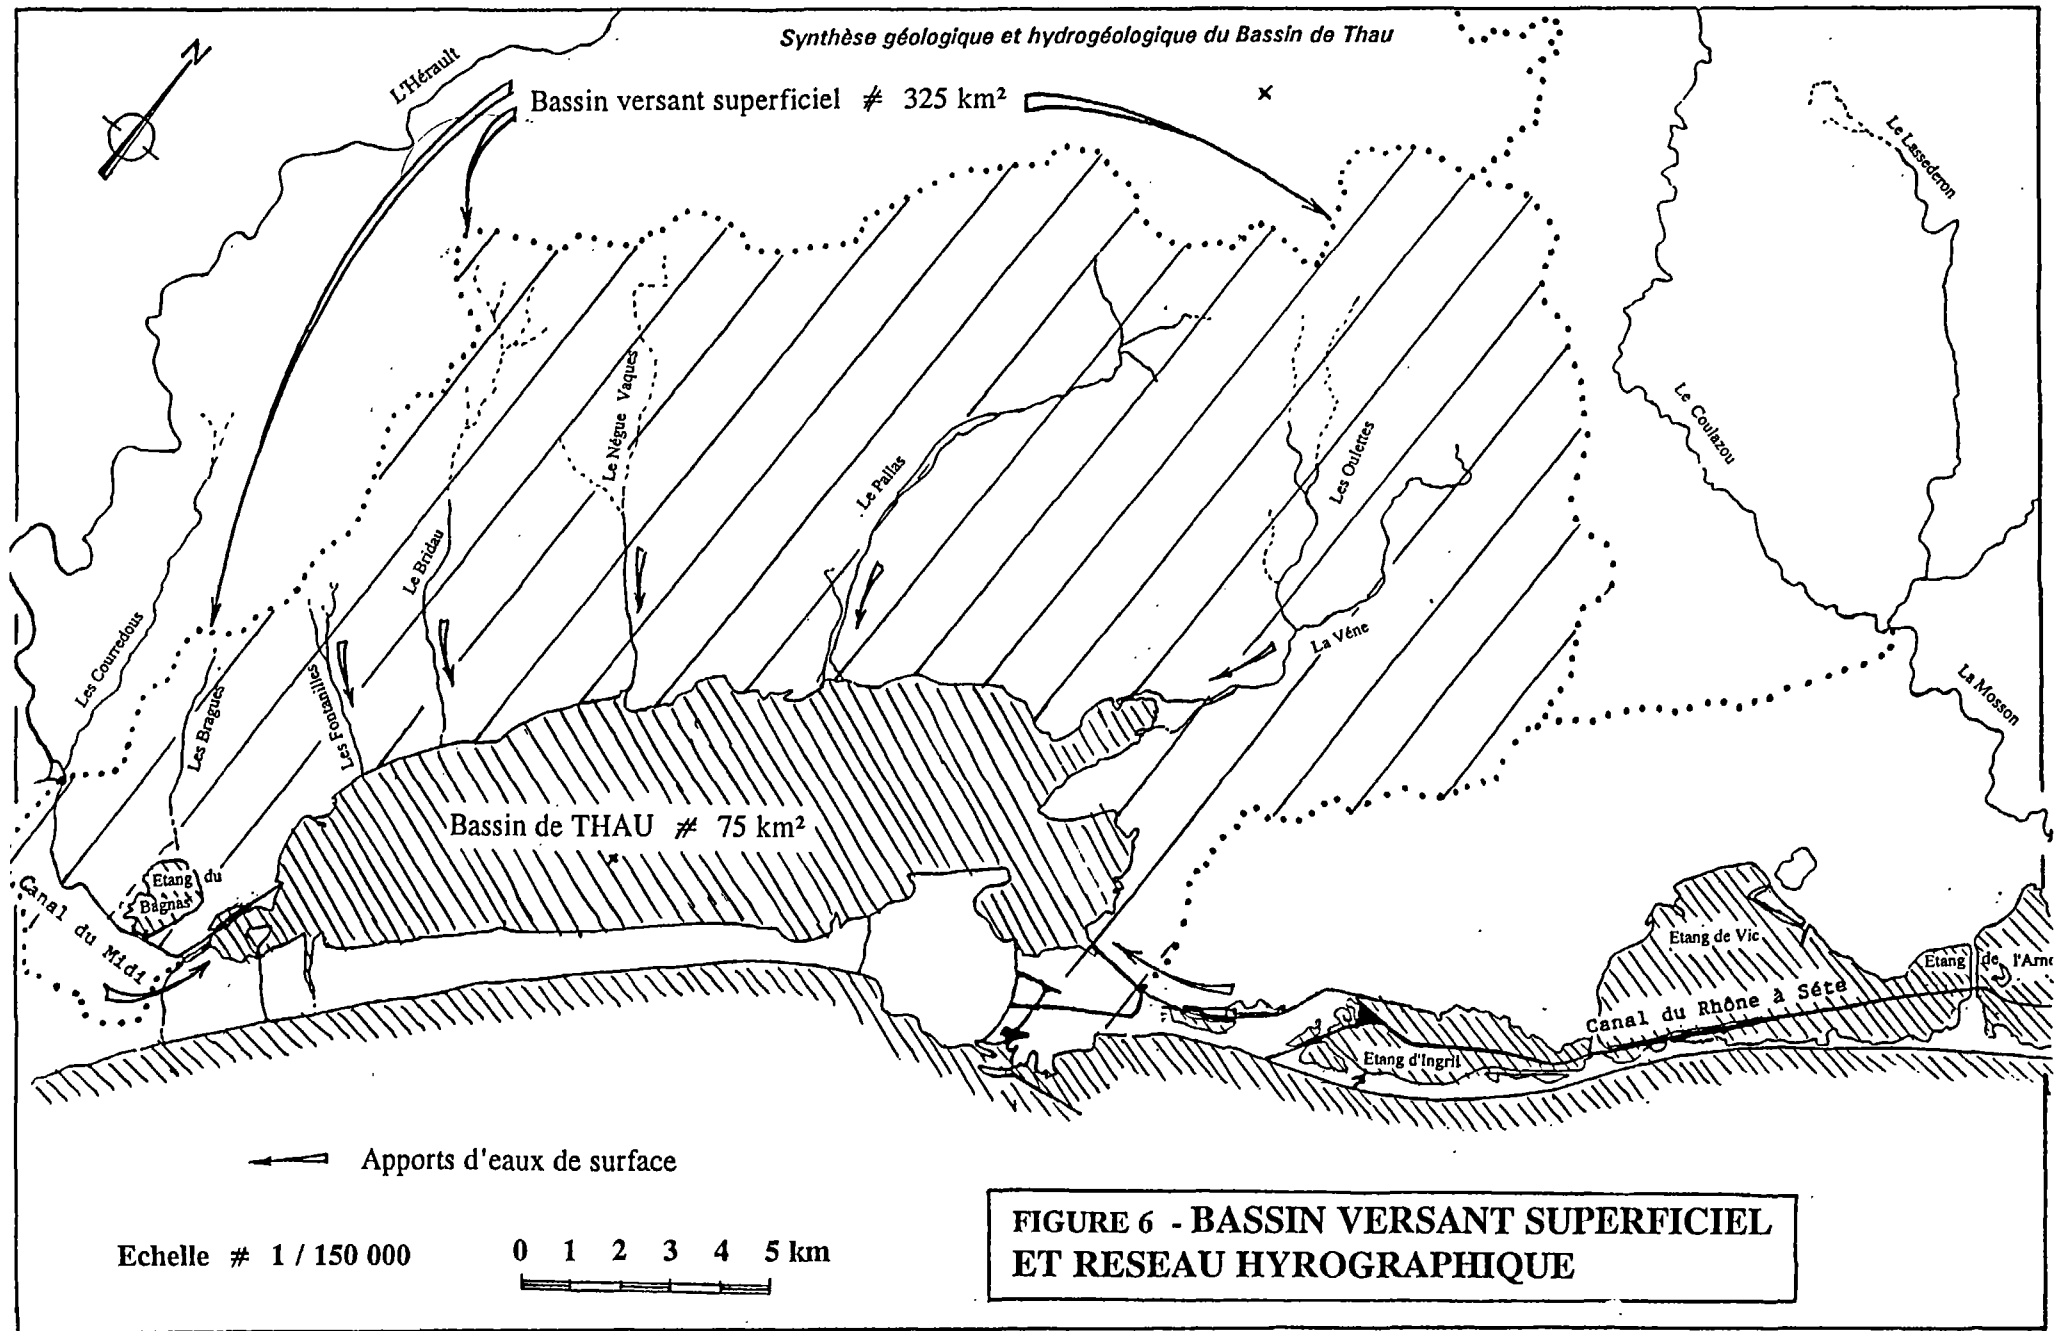 Synthèse géologique et hydrogéologique du Bassin de Thau
N
L'Hérault
Bassin versant superficiel # 325 km²
Le Lassederon
Le Nègue Vaques
Le Pallas
Les Oulettes
Le Coulazou
Le Bridau
Les Courredous
Les Bragues
Les Fontanilles
La Véne
La Mosson
Bassin de THAU # 75 km²
Etang du
Bagnas
Canal du Midi
Etang de Vic
Etang de l'Arno
Canal du Rhône à Séte
Etang d'Ingril
Apports d'eaux de surface
Echelle # 1 / 150 000
0 1 2 3 4 5 km
FIGURE 6 - BASSIN VERSANT SUPERFICIEL
ET RESEAU HYROGRAPHIQUE